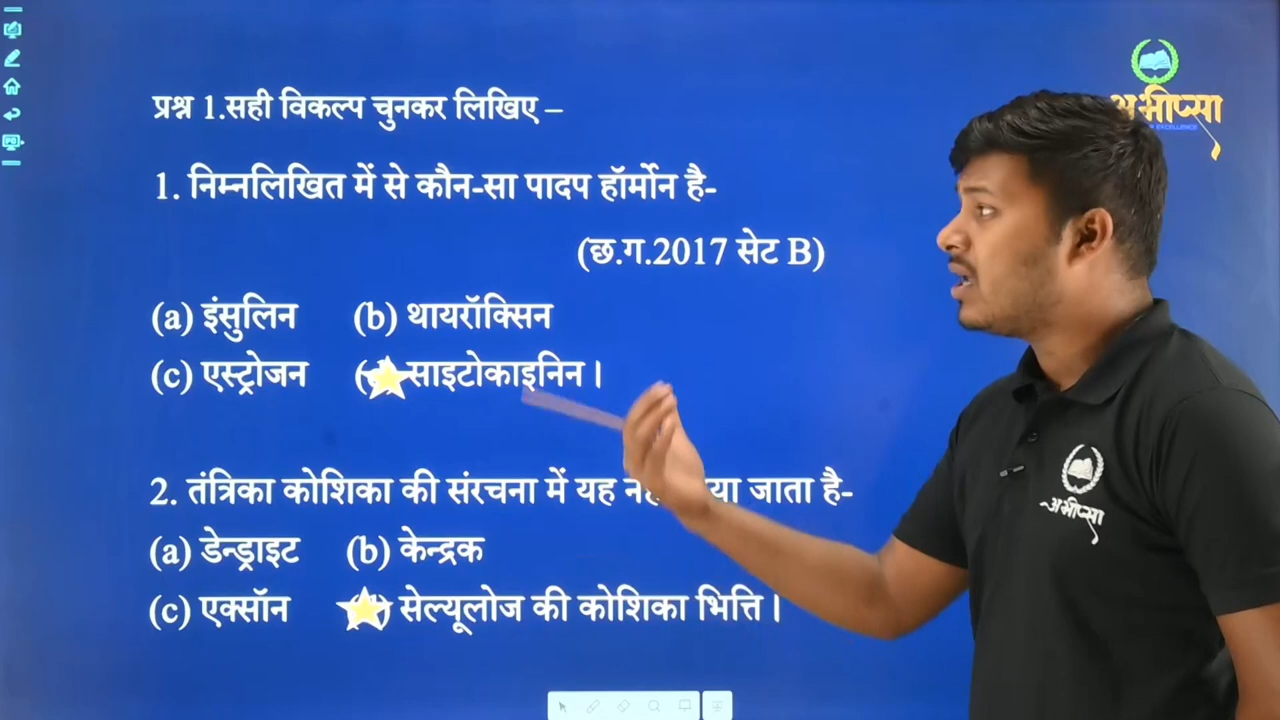 अभीप्सा
EXCELLENCE
प्रश्न 1.सही विकल्प चुनकर लिखिए –
1. निम्नलिखित में से कौन-सा पादप हॉर्मोन है-
(छ.ग.2017 सेट B)
(a) इंसुलिन (b) थायरॉक्सिन
(c) एस्ट्रोजन साइटोकाइनिन।
2. तंत्रिका कोशिका की संरचना में यह जाता है-
(a) डेन्ड्राइट (b) केन्द्रक
(c) एक्सॉन सेल्यूलोज की कोशिका भित्ति।
अभीप्सा